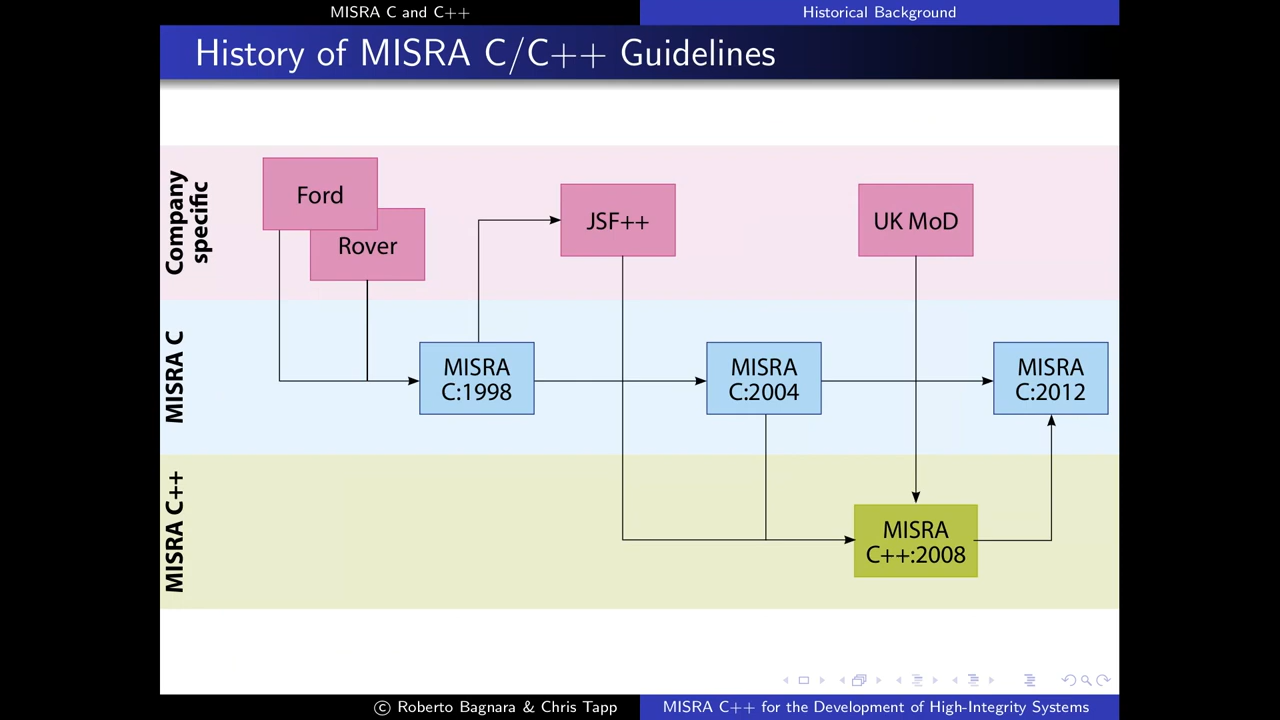 MISRA C and C++
Historical Background
History of MISRA C/C++ Guidelines
Company
specific
Ford
Rover
JSF++
UK MoD
MISRA C
MISRA
C:1998
MISRA
C:2004
MISRA
C:2012
MISRA C++
MISRA
C++:2008
© Roberto Bagnara & Chris Tapp
MISRA C++ for the Development of High-Integrity Systems